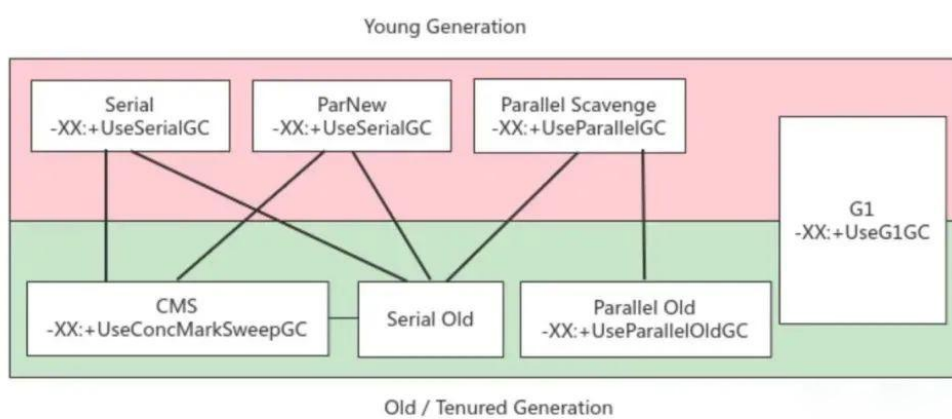 Young Generation
Serial
-XX:+UseSerialGC
ParNew
-XX:+UseSerialGC
Parallel Scavenge
-XX:+UseParallelGC
G1
-XX:+UseG1GC
CMS
-XX:+UseConcMarkSweepGC
Serial Old
Parallel Old
-XX:+UseParallelOldGC
Old / Tenured Generation